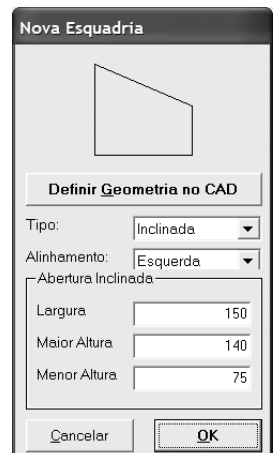 Nova Esquadria
Definir Geometria no CAD
Tipo: Inclinada
Alinhamento: Esquerda
Abertura Inclinada
Largura 150
Maior Altura 140
Menor Altura 75
Cancelar OK